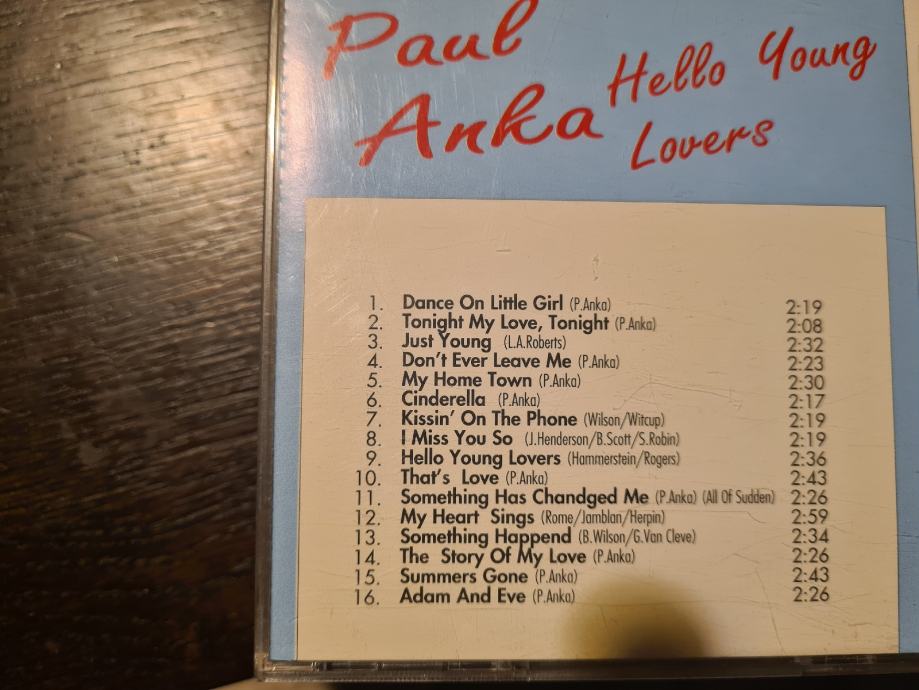 Paul Anka
Hello Young Lovers
1. Dance On Little Girl (P.Anka) 2:19
2. Tonight My Love, Tonight (P.Anka) 2:08
3. Just Young (L.A.Roberts) 2:32
4. Don't Ever Leave Me (P.Anka) 2:23
5. My Home Town (P.Anka) 2:30
6. Cinderella (P.Anka) 2:17
7. Kissin' On The Phone (Wilson/Witcup) 2:19
8. I Miss You So (J.Henderson/B.Scott/S.Robin) 2:19
9. Hello Young Lovers (Hammerstein/Rogers) 2:36
10. That's Love (P.Anka) 2:43
11. Something Has Chandged Me (P.Anka) (All Of Sudden) 2:26
12. My Heart Sings (Rome/Jamblan/Herpin) 2:59
13. Something Happend (B.Wilson/G.Van Cleve) 2:34
14. The Story Of My Love (P.Anka) 2:26
15. Summers Gone (P.Anka) 2:43
16. Adam And Eve (P.Anka) 2:26